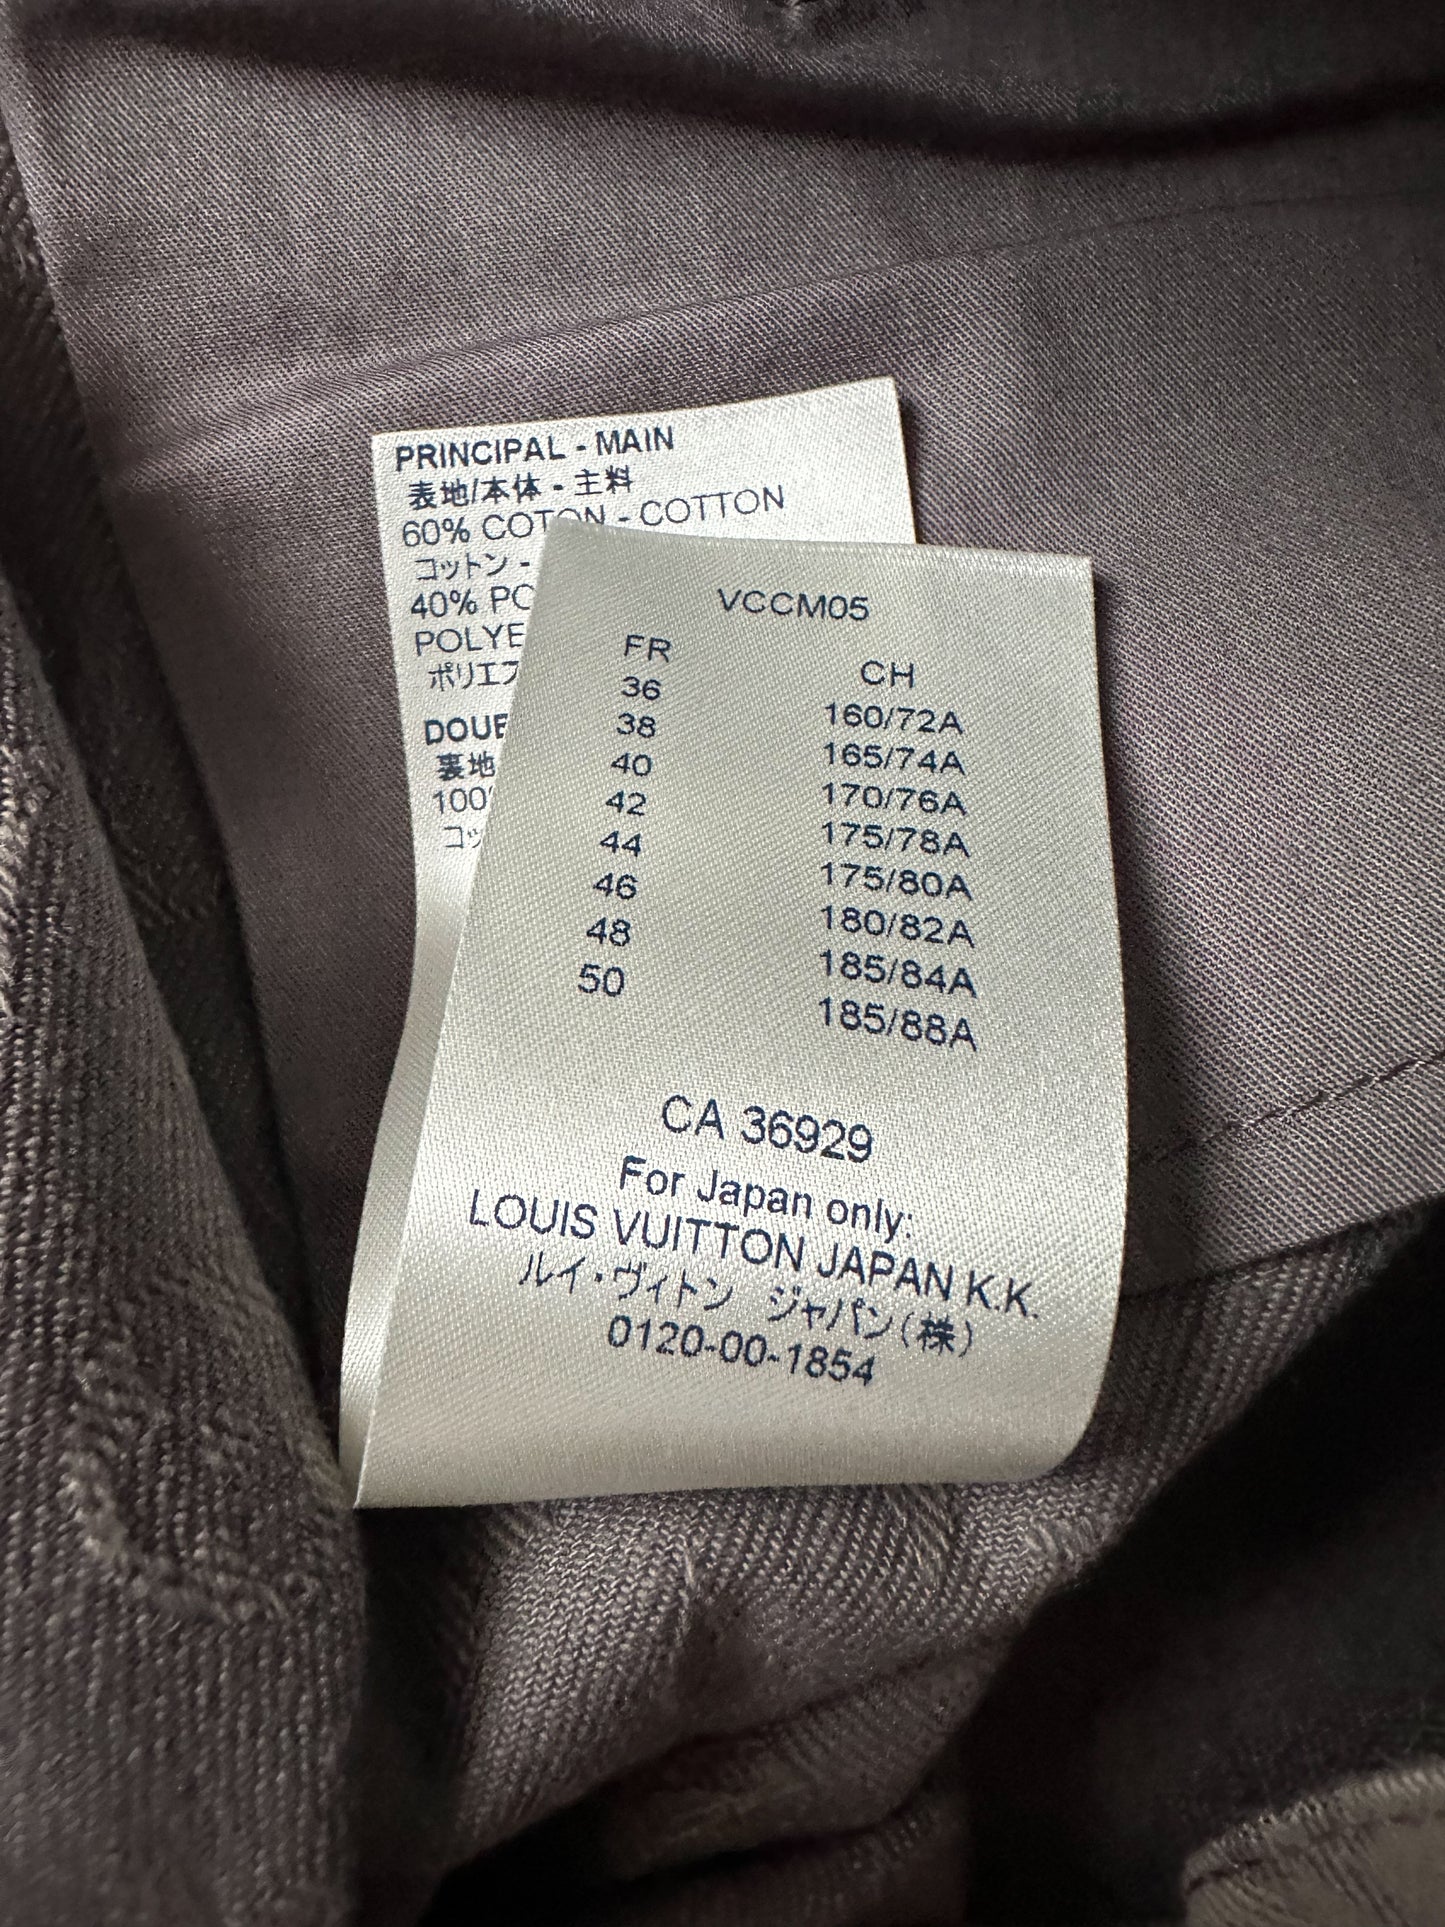 PRINCIPAL - MAIN
表地/本体 - 主料
60% COTON - COTTON
コットン -
40% PO
POLYE
ポリエス
DOUB
裏地
100%
コッ
VCCM05
FR CH
36 160/72A
38 165/74A
40 170/76A
42 175/78A
44 175/80A
46 180/82A
48 185/84A
50 185/88A
CA 36929
For Japan only:
LOUIS VUITTON JAPAN K.K.
ルイ・ヴィトン ジャパン(株)
0120-00-1854